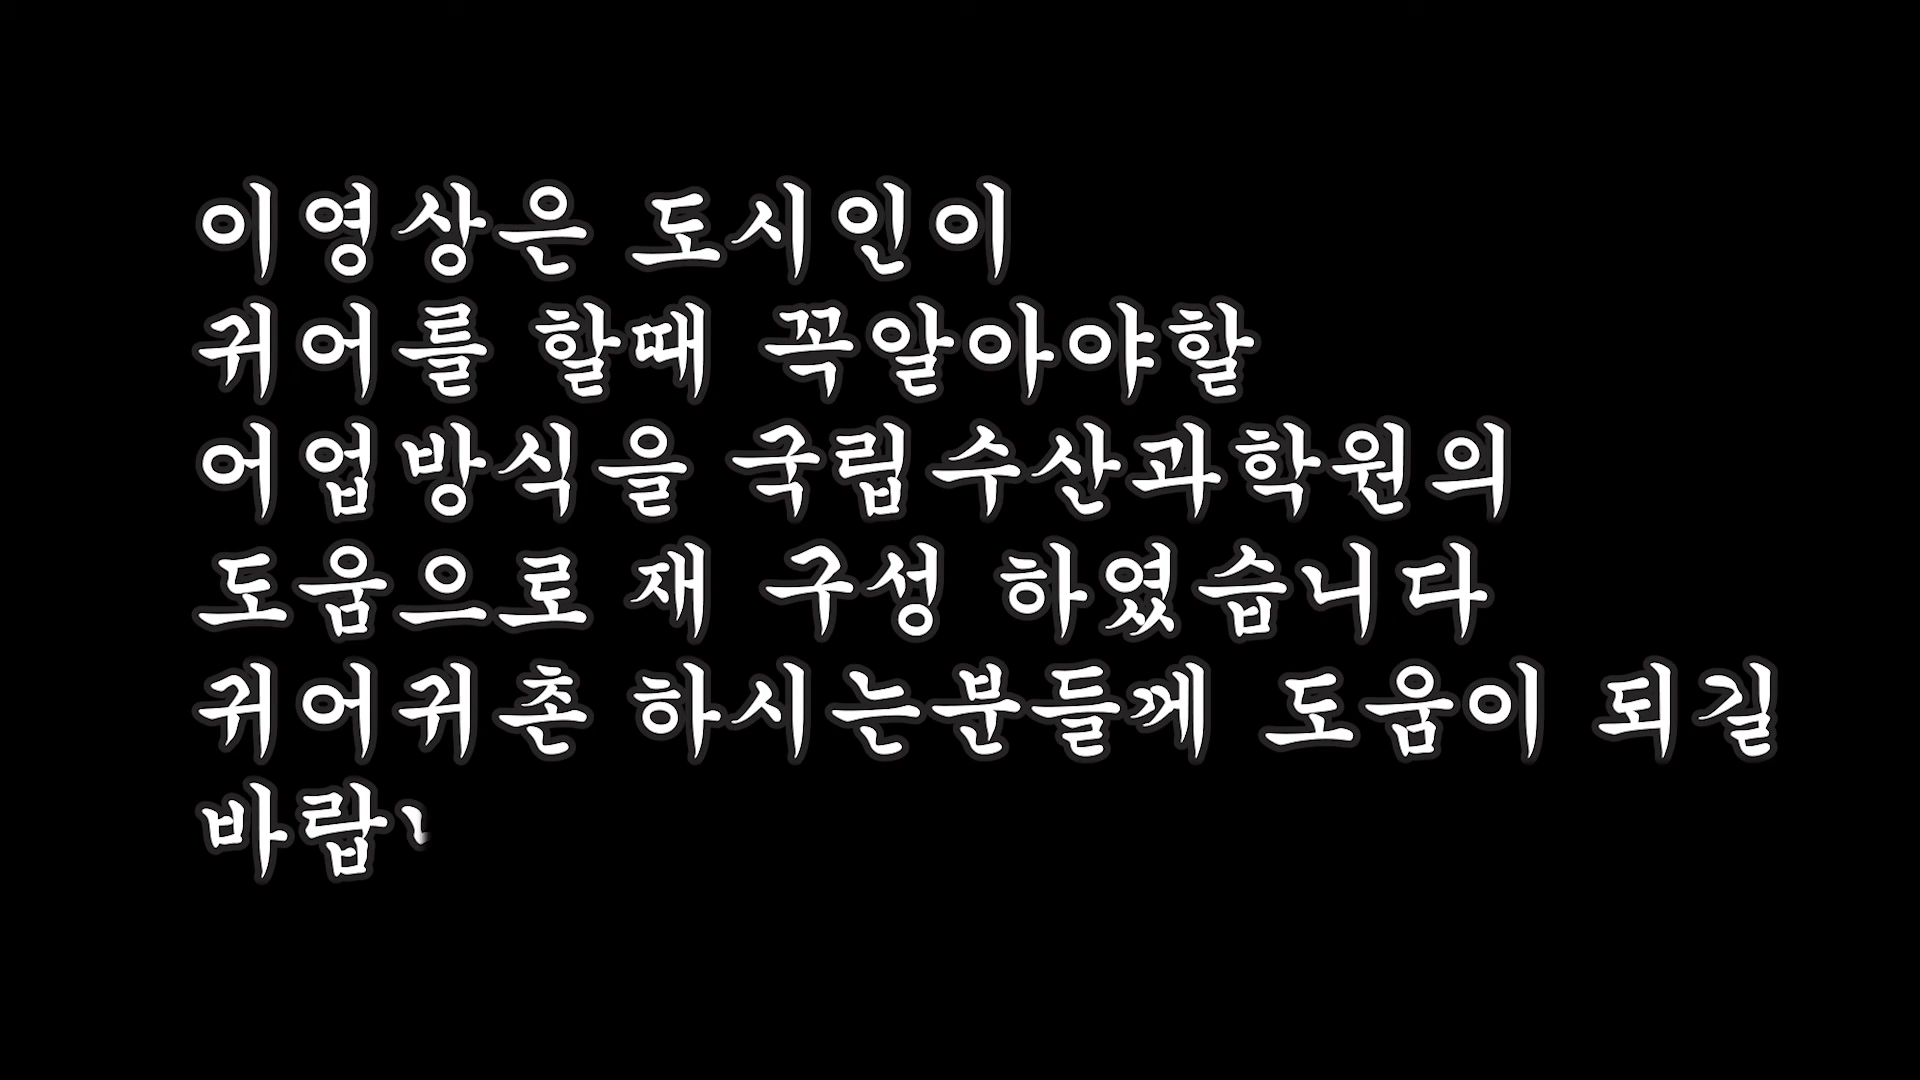 이영상은 도시인이
귀어를 할때 꼭알아야할
어업방식을 국립수산과학원의
도움으로 재 구성 하였습니다
귀어귀촌 하시는분들께 도움이 되길
바랍